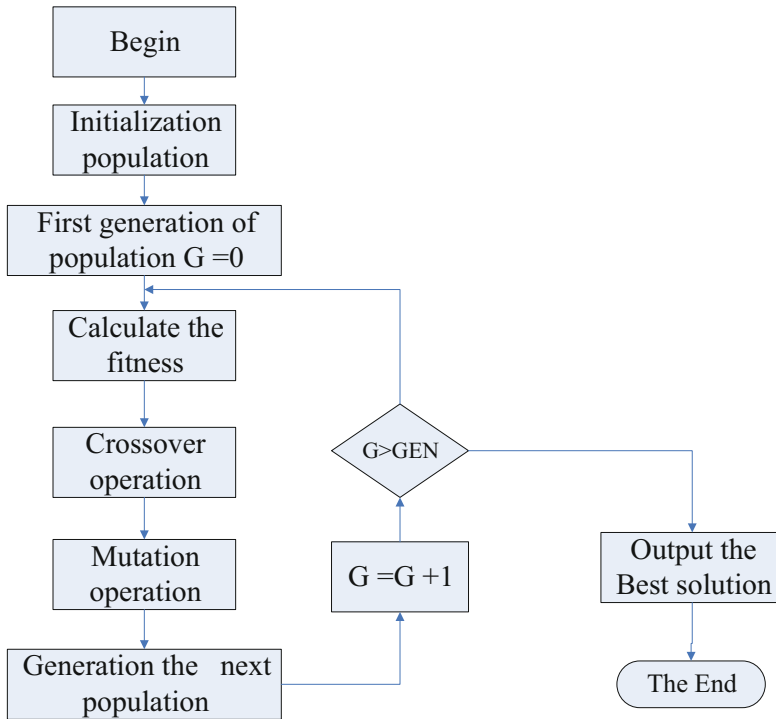 Begin
Initialization
population
First generation of
population G =0
Calculate the
fitness
Crossover
operation
Mutation
operation
Generation the next
population
G =G +1
G>GEN
Output the
Best solution
The End